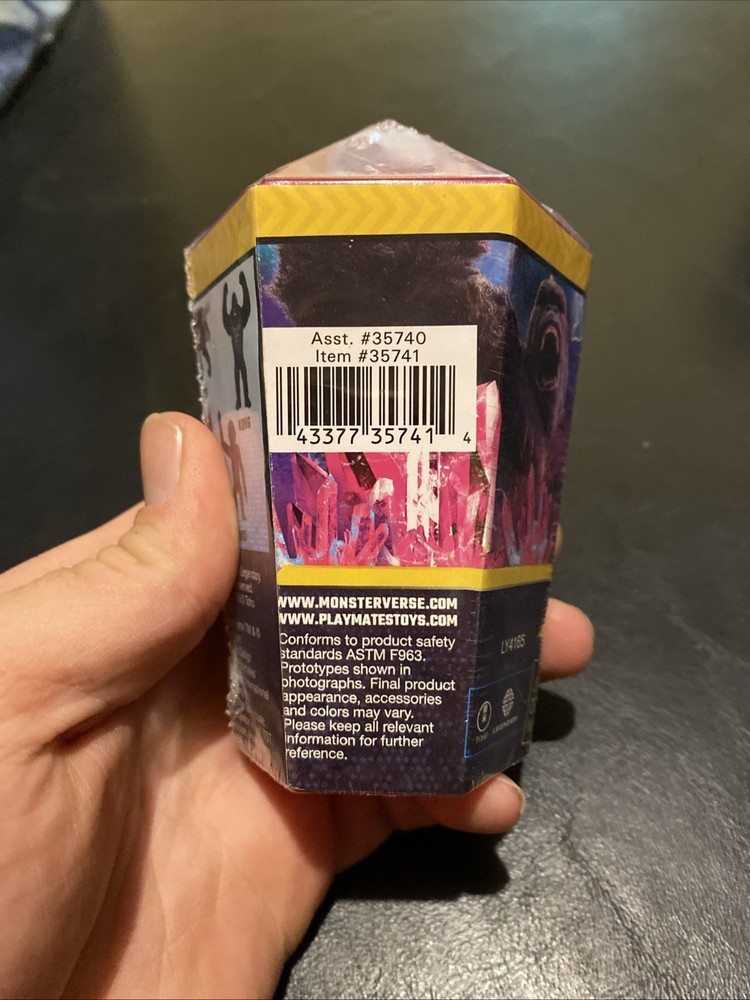 Asst. #35740
Item #35741
43377 35741 4
KONG
WWW.MONSTERVERSE.COM
WWW.PLAYMATESTOYS.COM
Conforms to product safety
standards ASTM F963.
Prototypes shown in
photographs. Final product
appearance, accessories
and colors may vary.
Please keep all relevant
information for further
reference.
LY4165
LEGENDARY